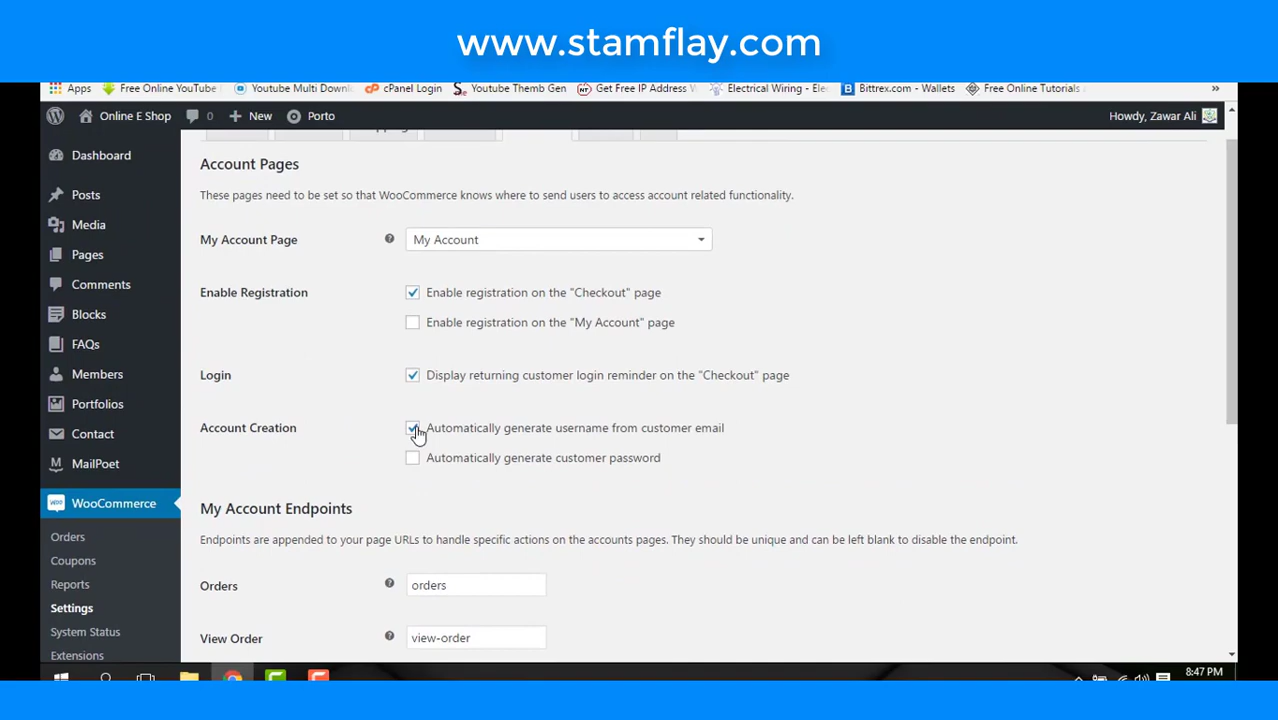 www.stamflay.com
Apps Free Online YouTube Youtube Multi Downl cPanel Login Youtube Themb Gen Get Free IP Address W Electrical Wiring - Ele Bittrex.com - Wallets Free Online Tutorials »
Online E Shop 0 New Porto Howdy, Zawar Ali
Dashboard
Posts
Media
Pages
Comments
Blocks
FAQs
Members
Portfolios
Contact
MailPoet
WooCommerce
Orders
Coupons
Reports
Settings
System Status
Extensions
Account Pages
These pages need to be set so that WooCommerce knows where to send users to access account related functionality.
My Account Page My Account
Enable Registration Enable registration on the "Checkout" page
Enable registration on the "My Account" page
Login Display returning customer login reminder on the "Checkout" page
Account Creation Automatically generate username from customer email
Automatically generate customer password
My Account Endpoints
Endpoints are appended to your page URLs to handle specific actions on the accounts pages. They should be unique and can be left blank to disable the endpoint.
Orders orders
View Order view-order
8:47 PM